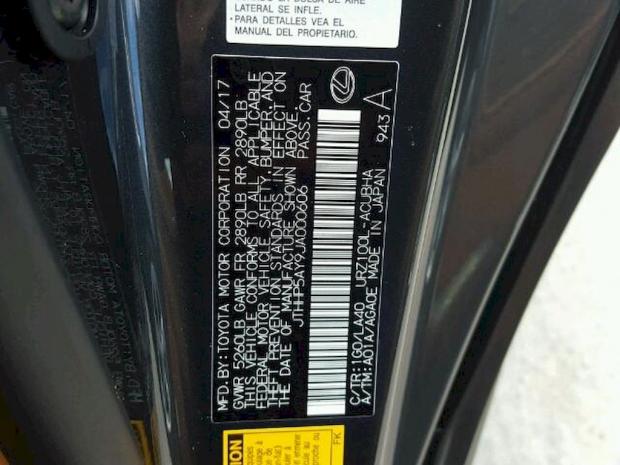 LATERAL SE INFLE.
• PARA DETALLES VEA EL
MANUAL DEL PROPIETARIO.
MFD.BY:TOYOTA MOTOR CORPORATION 04/17
GVWR 5260LB GAWR FR 2890LB RR 2890LB
THIS VEHICLE CONFORMS TO ALL APPLICABLE
FEDERAL MOTOR VEHICLE SAFETY,BUMPER,AND
THEFT PREVENTION STANDARDS IN EFFECT ON
THE DATE OF MANUFACTURE SHOWN ABOVE.
JTHHP5AY9JA000606 PASS.CAR
C/TR:1G0/LA40 URZ100L-ACUBHA
A/TM:A01A/AGA0E MADE IN JAPAN 943 A
FK